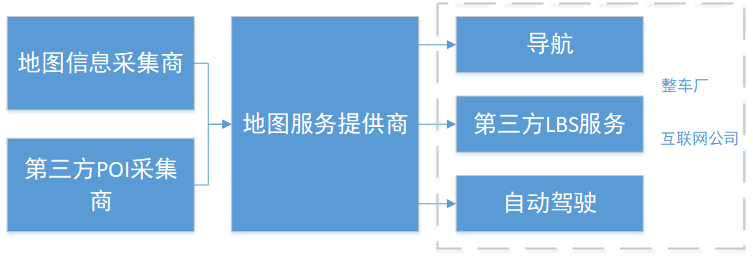 地图信息采集商
第三方POI采集
商
地图服务提供商
导航
第三方LBS服务
自动驾驶
整车厂
互联网公司